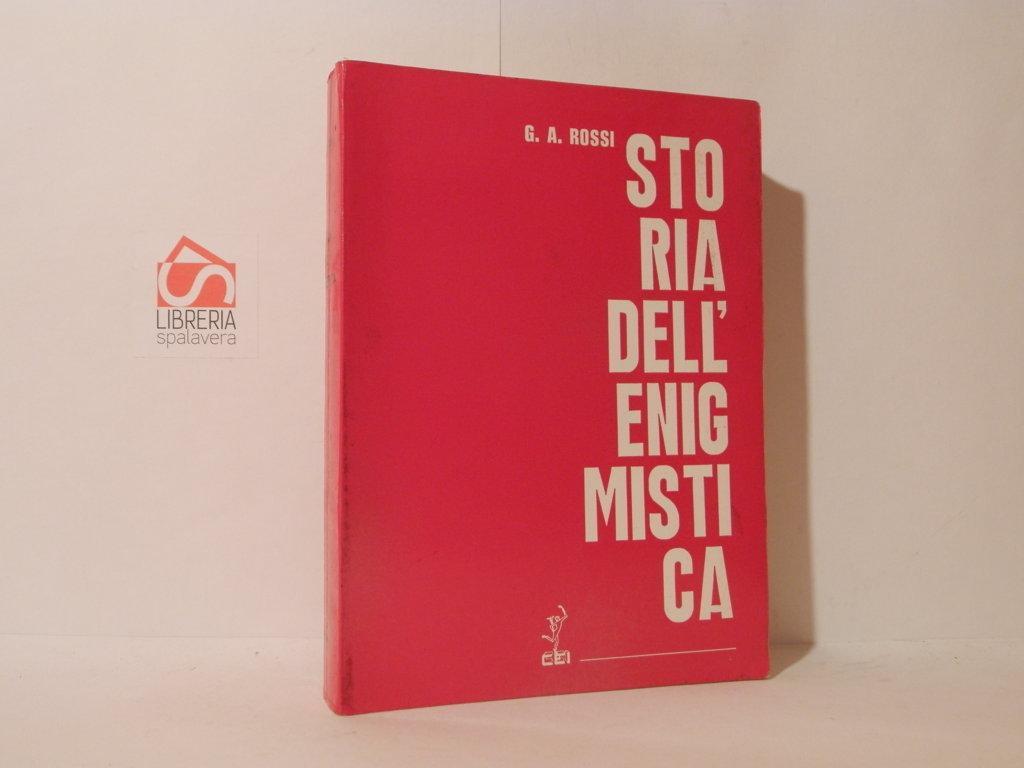 G. A. ROSSI
STO
RIA
DELL'
ENIG
MISTI
CA
CEI
LIBRERIA
spalavera